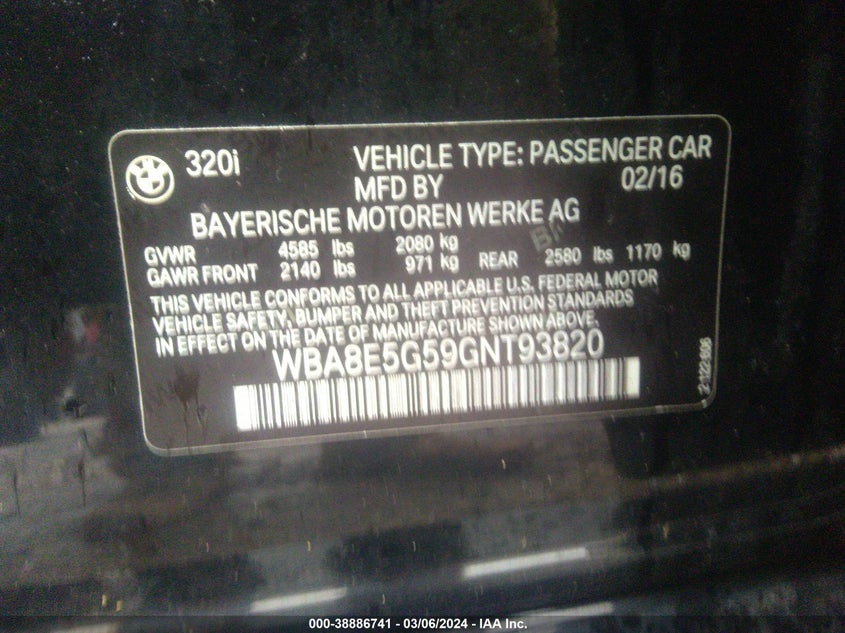 320i VEHICLE TYPE: PASSENGER CAR
MFD BY 02/16
BAYERISCHE MOTOREN WERKE AG
GVWR 4585 lbs 2080 kg
GAWR FRONT 2140 lbs 971 kg REAR 2580 lbs 1170 kg
THIS VEHICLE CONFORMS TO ALL APPLICABLE U.S. FEDERAL MOTOR
VEHICLE SAFETY, BUMPER AND THEFT PREVENTION STANDARDS
IN EFFECT ON THE DATE OF MANUFACTURE SHOWN ABOVE.
WBA8E5G59GNT93820
000-38886741 - 03/06/2024 - IAA Inc.